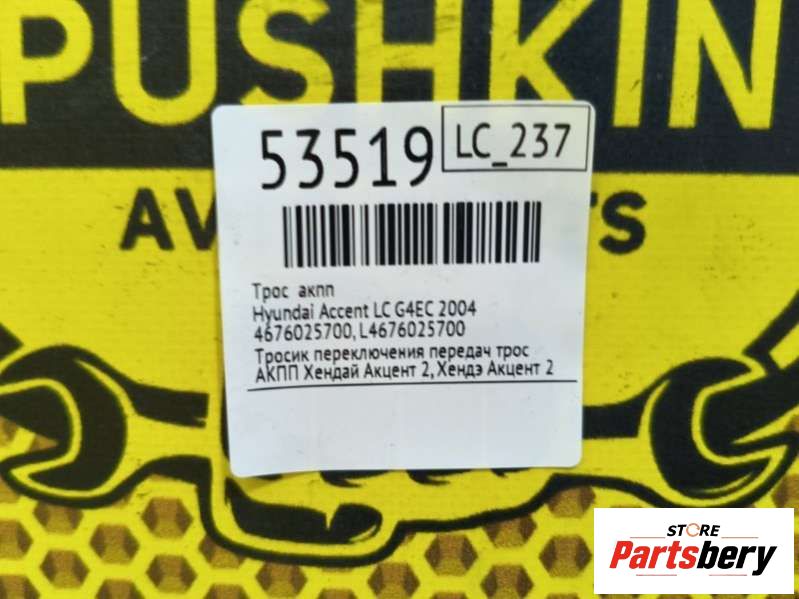 PUSHKIN
53519
LC_237
Трос акпп
Hyundai Accent LC G4EC 2004
4676025700, L4676025700
Тросик переключения передач трос
АКПП Хендай Акцент 2, Хендэ Акцент 2
STORE
Partsbery